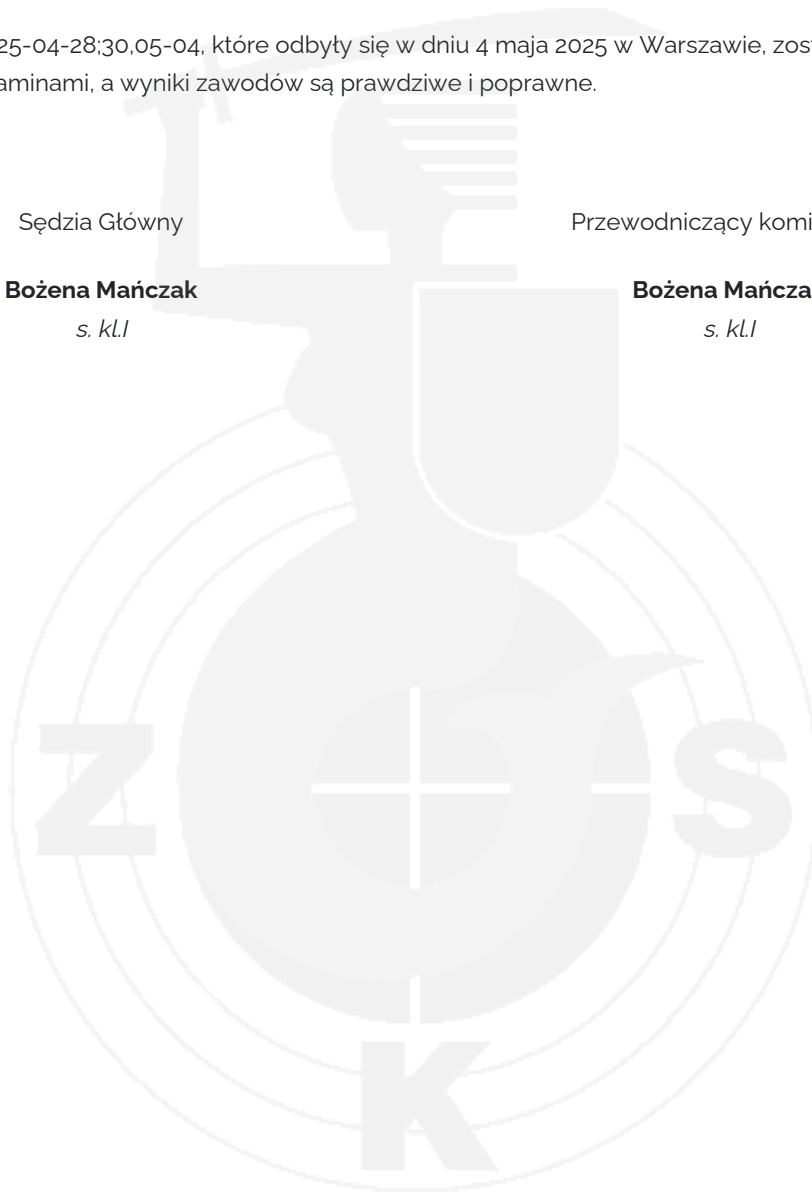 25-04-28;30,05-04, które odbyły się w dniu 4 maja 2025 w Warszawie, zost
aminami, a wyniki zawodów są prawdziwe i poprawne.
Sędzia Główny
Przewodniczący komi
Bożena Mańczak
Bożena Mańcza
s. kl.I
s. kl.I
Z
S
K